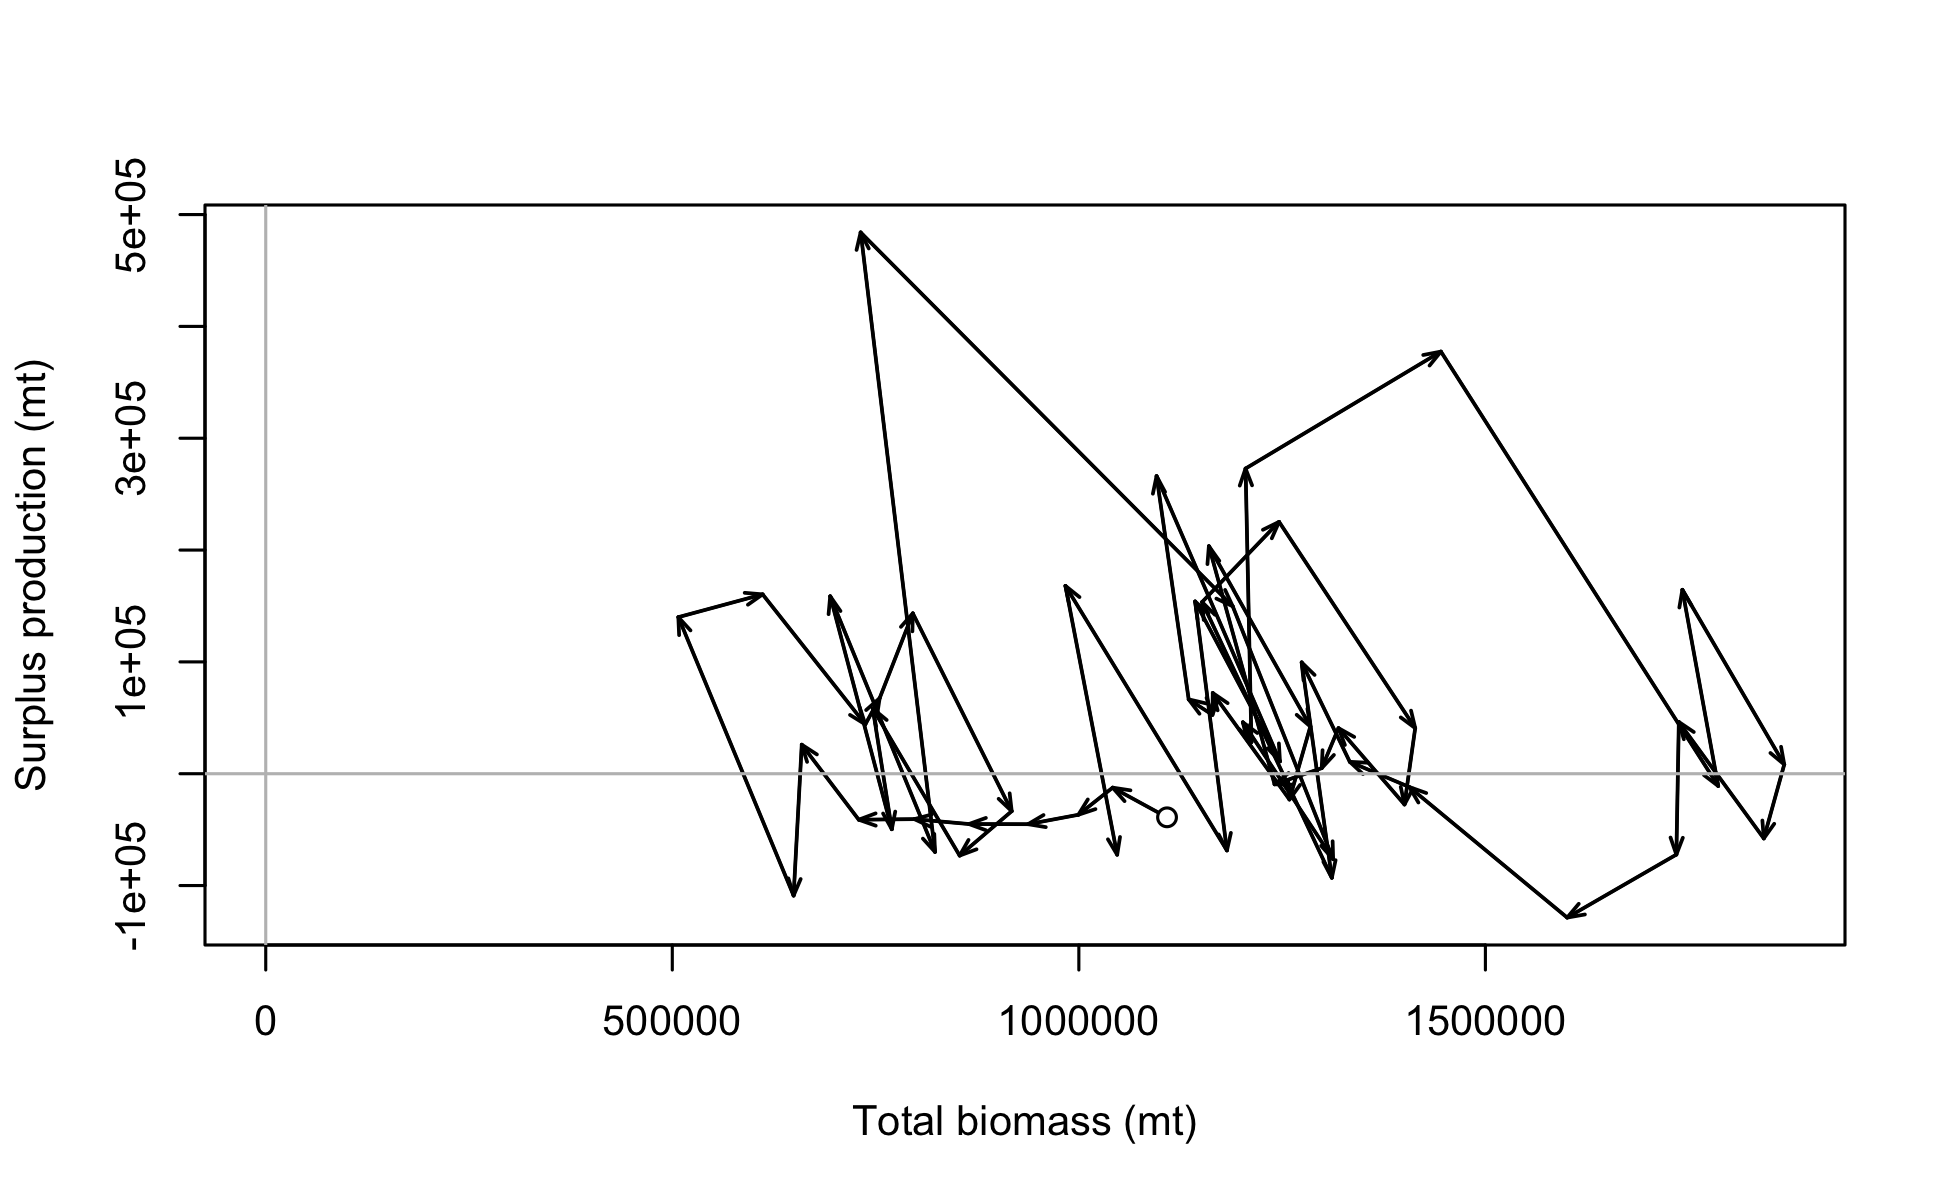 5e+05
3e+05
1e+05
-1e+05
Surplus production (mt)
0
500000
1000000
1500000
Total biomass (mt)